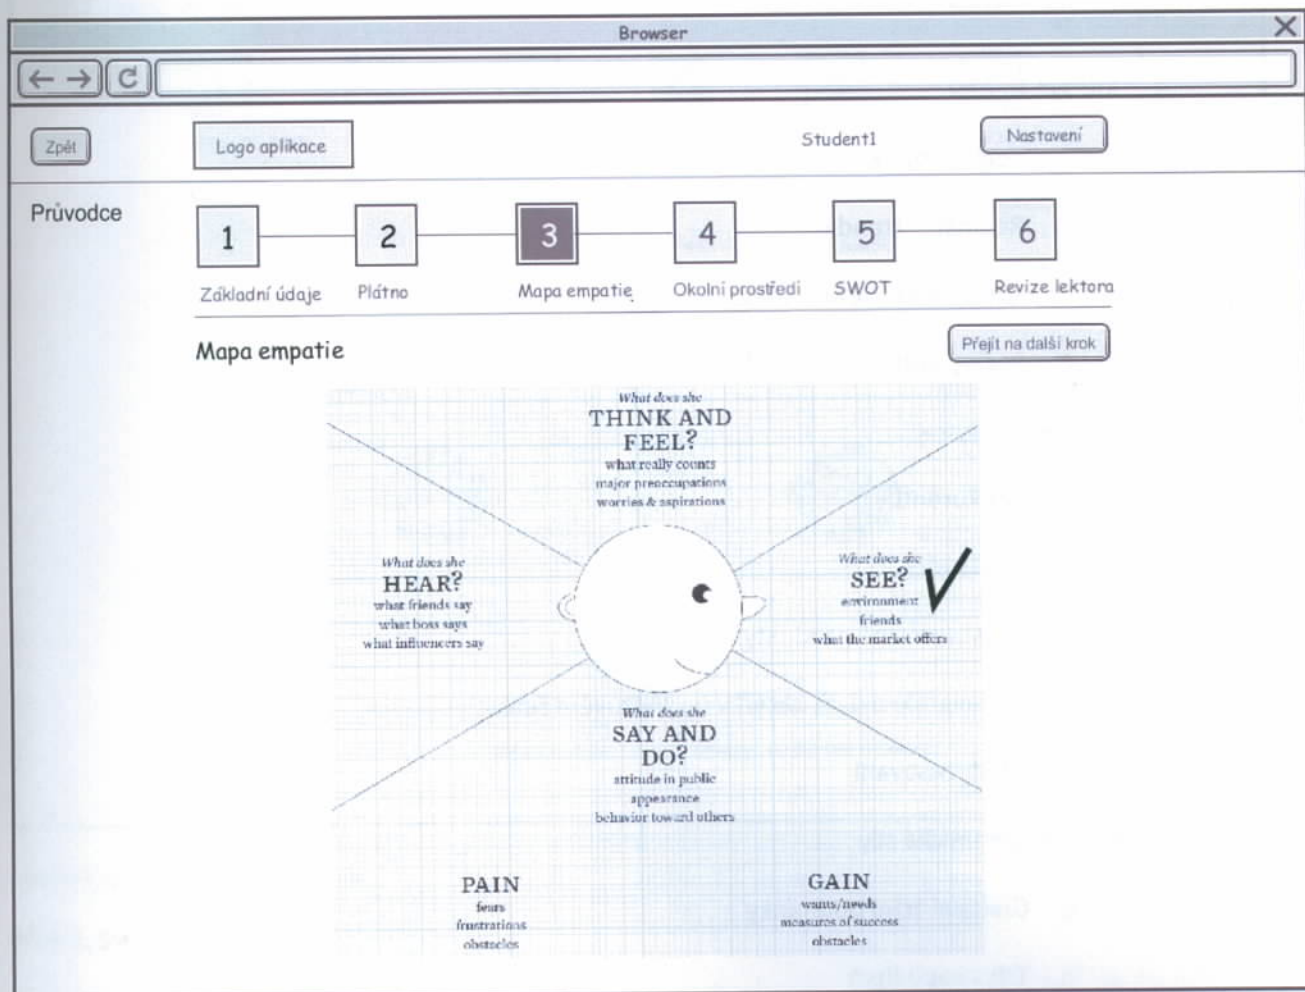 Browser
Zpět
Logo aplikace
Student1
Nastavení
Průvodce
1
2
3
4
5
6
Základní údaje
Plátno
Mapa empatie
Okolní prostředí
SWOT
Revize lektora
Mapa empatie
Přejít na další krok
What does she
THINK AND
FEEL?
what really counts
major preoccupations
worries & aspirations
What does she
HEAR?
what friends say
what boss says
what influencers say
What does she
SEE?
environment
friends
what the market offers
What does she
SAY AND
DO?
attitude in public
appearance
behavior toward others
PAIN
fears
frustrations
obstacles
GAIN
wants/needs
measures of success
obstacles